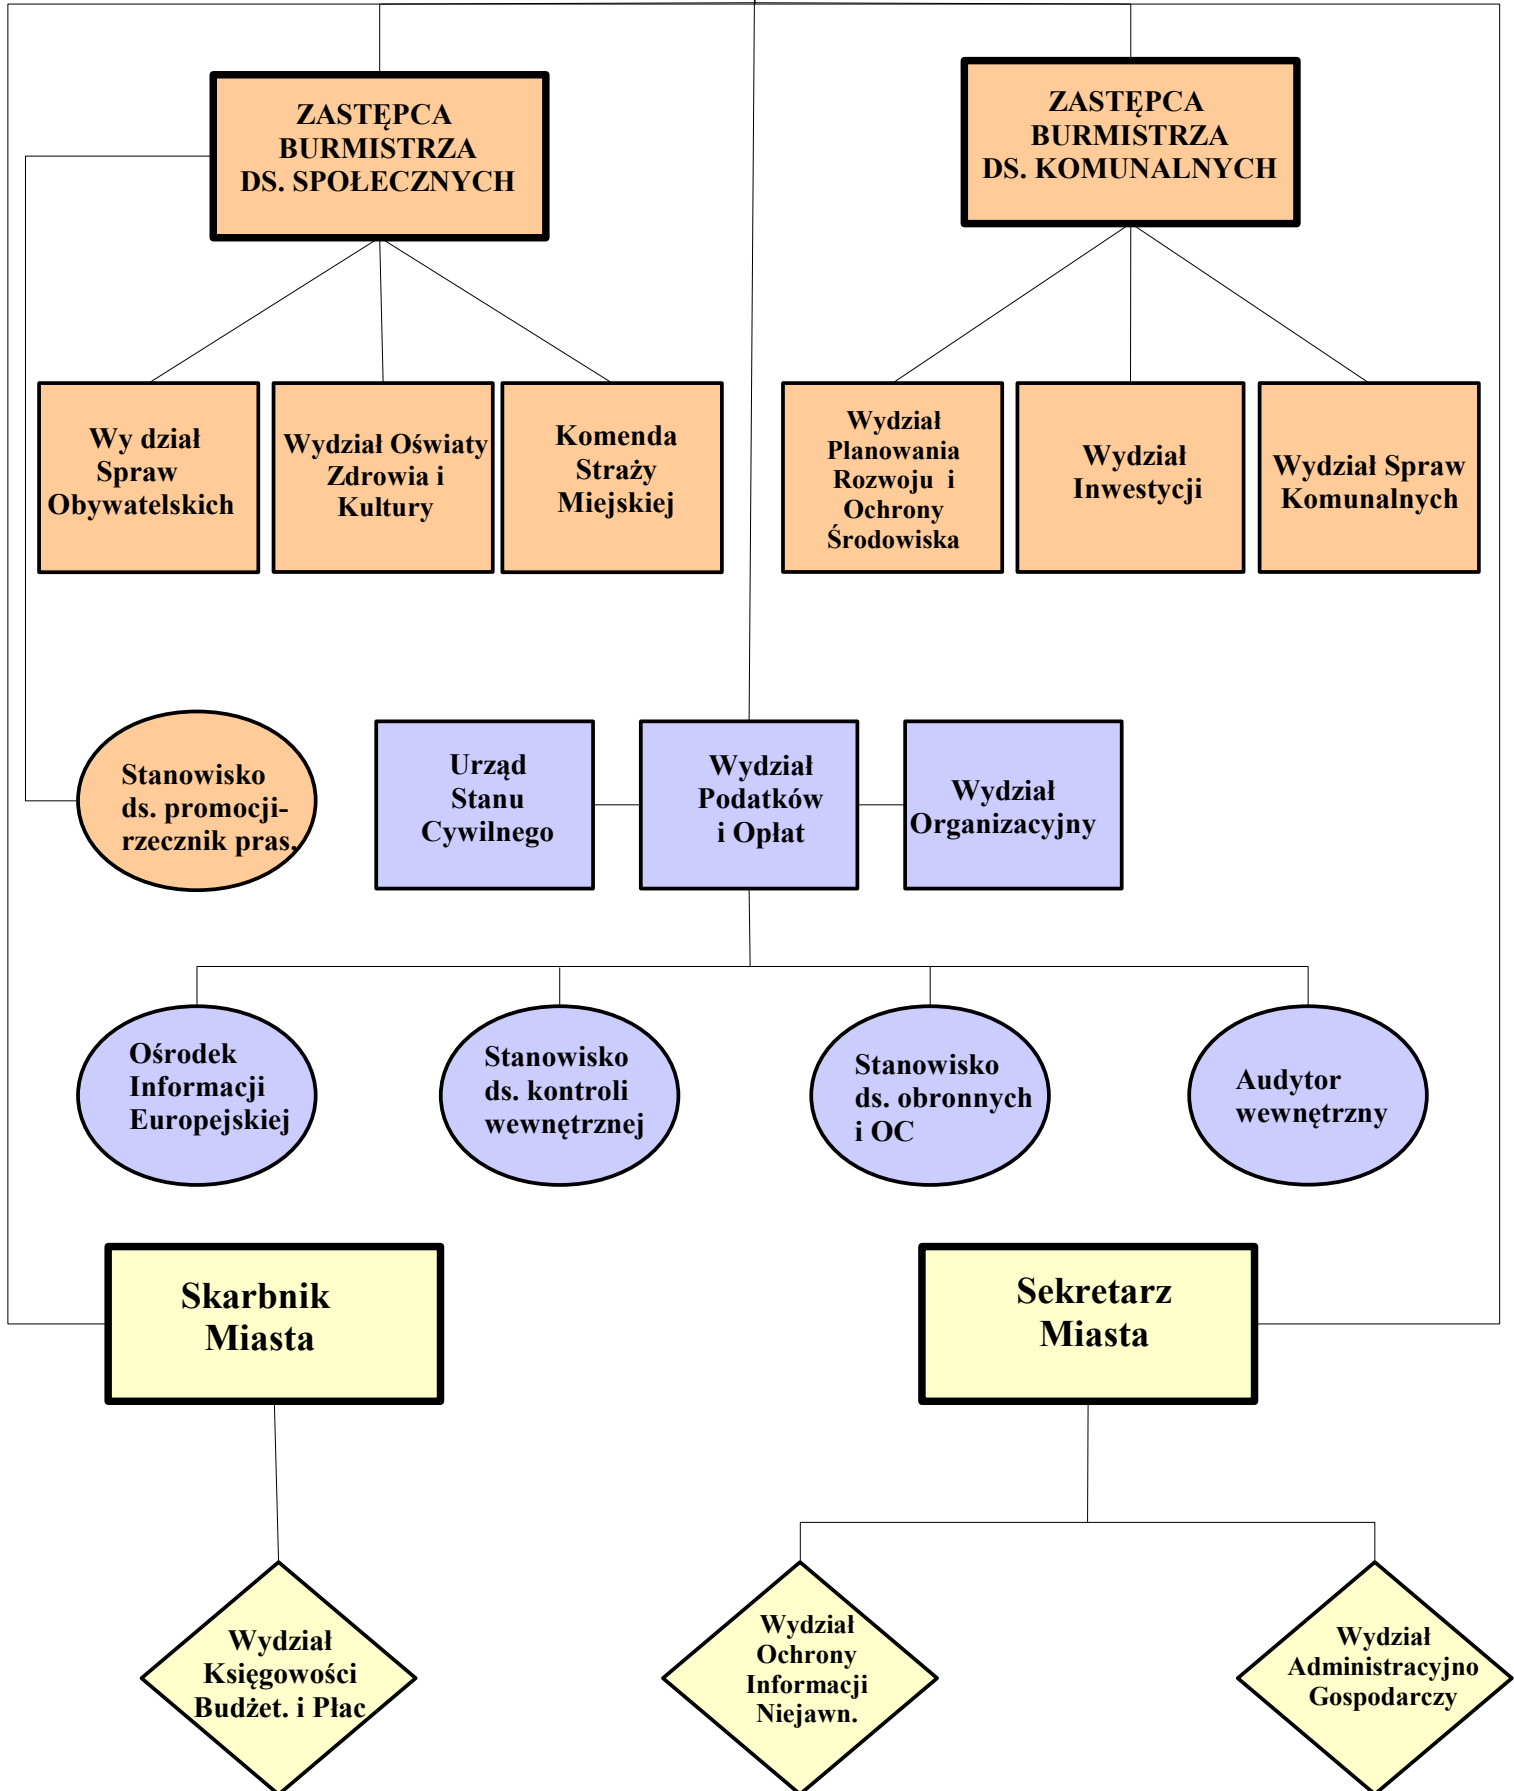 ZASTĘPCA
BURMISTRZA
DS. SPOŁECZNYCH
ZASTĘPCA
BURMISTRZA
DS. KOMUNALNYCH
Wy dział
Spraw
Obywatelskich
Wydział Oświaty
Zdrowia i
Kultury
Komenda
Straży
Miejskiej
Wydział
Planowania
Rozwoju i
Ochrony
Środowiska
Wydział
Inwestycji
Wydział Spraw
Komunalnych
Stanowisko
ds. promocji-
rzecznik pras.
Urząd
Stanu
Cywilnego
Wydział
Podatków
i Opłat
Wydział
Organizacyjny
Ośrodek
Informacji
Europejskiej
Stanowisko
ds. kontroli
wewnętrznej
Stanowisko
ds. obronnych
i OC
Audytor
wewnętrzny
Skarbnik
Miasta
Sekretarz
Miasta
Wydział
Księgowości
Budżet. i Płac
Wydział
Ochrony
Informacji
Niejawn.
Wydział
Administracyjno
Gospodarczy